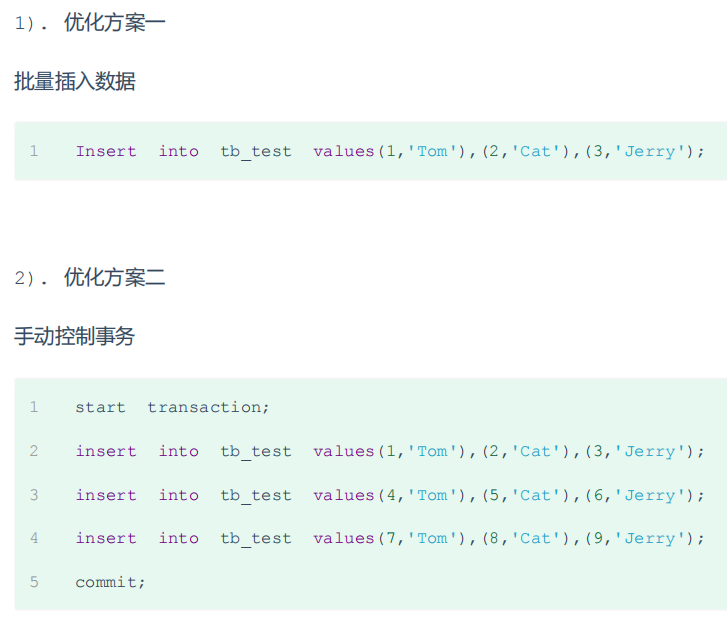 1). 优化方案一
批量插入数据
1 Insert into tb_test values(1,'Tom'),(2,'Cat'),(3,'Jerry');
2). 优化方案二
手动控制事务
1 start transaction;
2 insert into tb_test values(1,'Tom'),(2,'Cat'),(3,'Jerry');
3 insert into tb_test values(4,'Tom'),(5,'Cat'),(6,'Jerry');
4 insert into tb_test values(7,'Tom'),(8,'Cat'),(9,'Jerry');
5 commit;